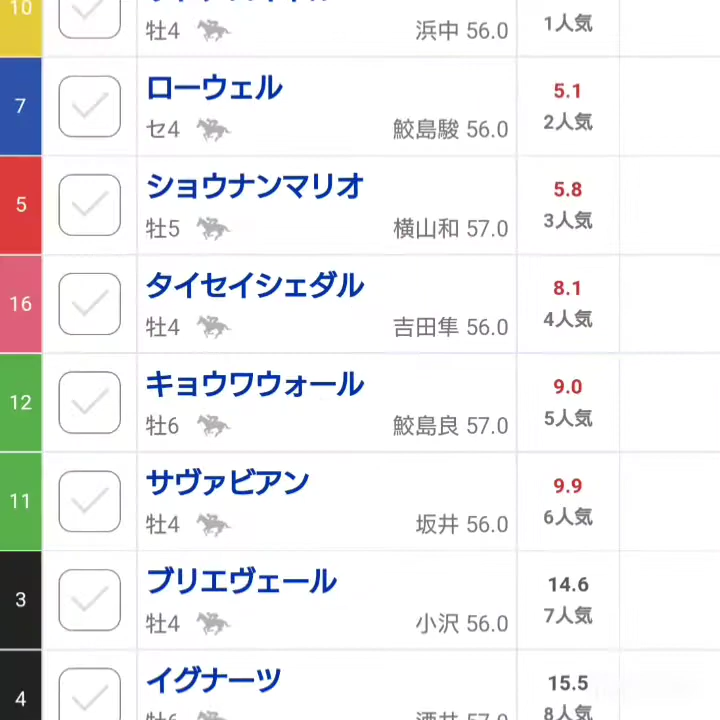 10
牡4 浜中 56.0
1人気
7
ローウェル
セ4 鮫島駿 56.0
5.1
2人気
5
ショウナンマリオ
牡5 横山和 57.0
5.8
3人気
16
タイセイシェダル
牡4 吉田隼 56.0
8.1
4人気
12
キョウワウォール
牡6 鮫島良 57.0
9.0
5人気
11
サヴァビアン
牡4 坂井 56.0
9.9
6人気
3
ブリエヴェール
牡4 小沢 56.0
14.6
7人気
4
イグナーツ
牡6 酒井 57.0
15.5
8人気